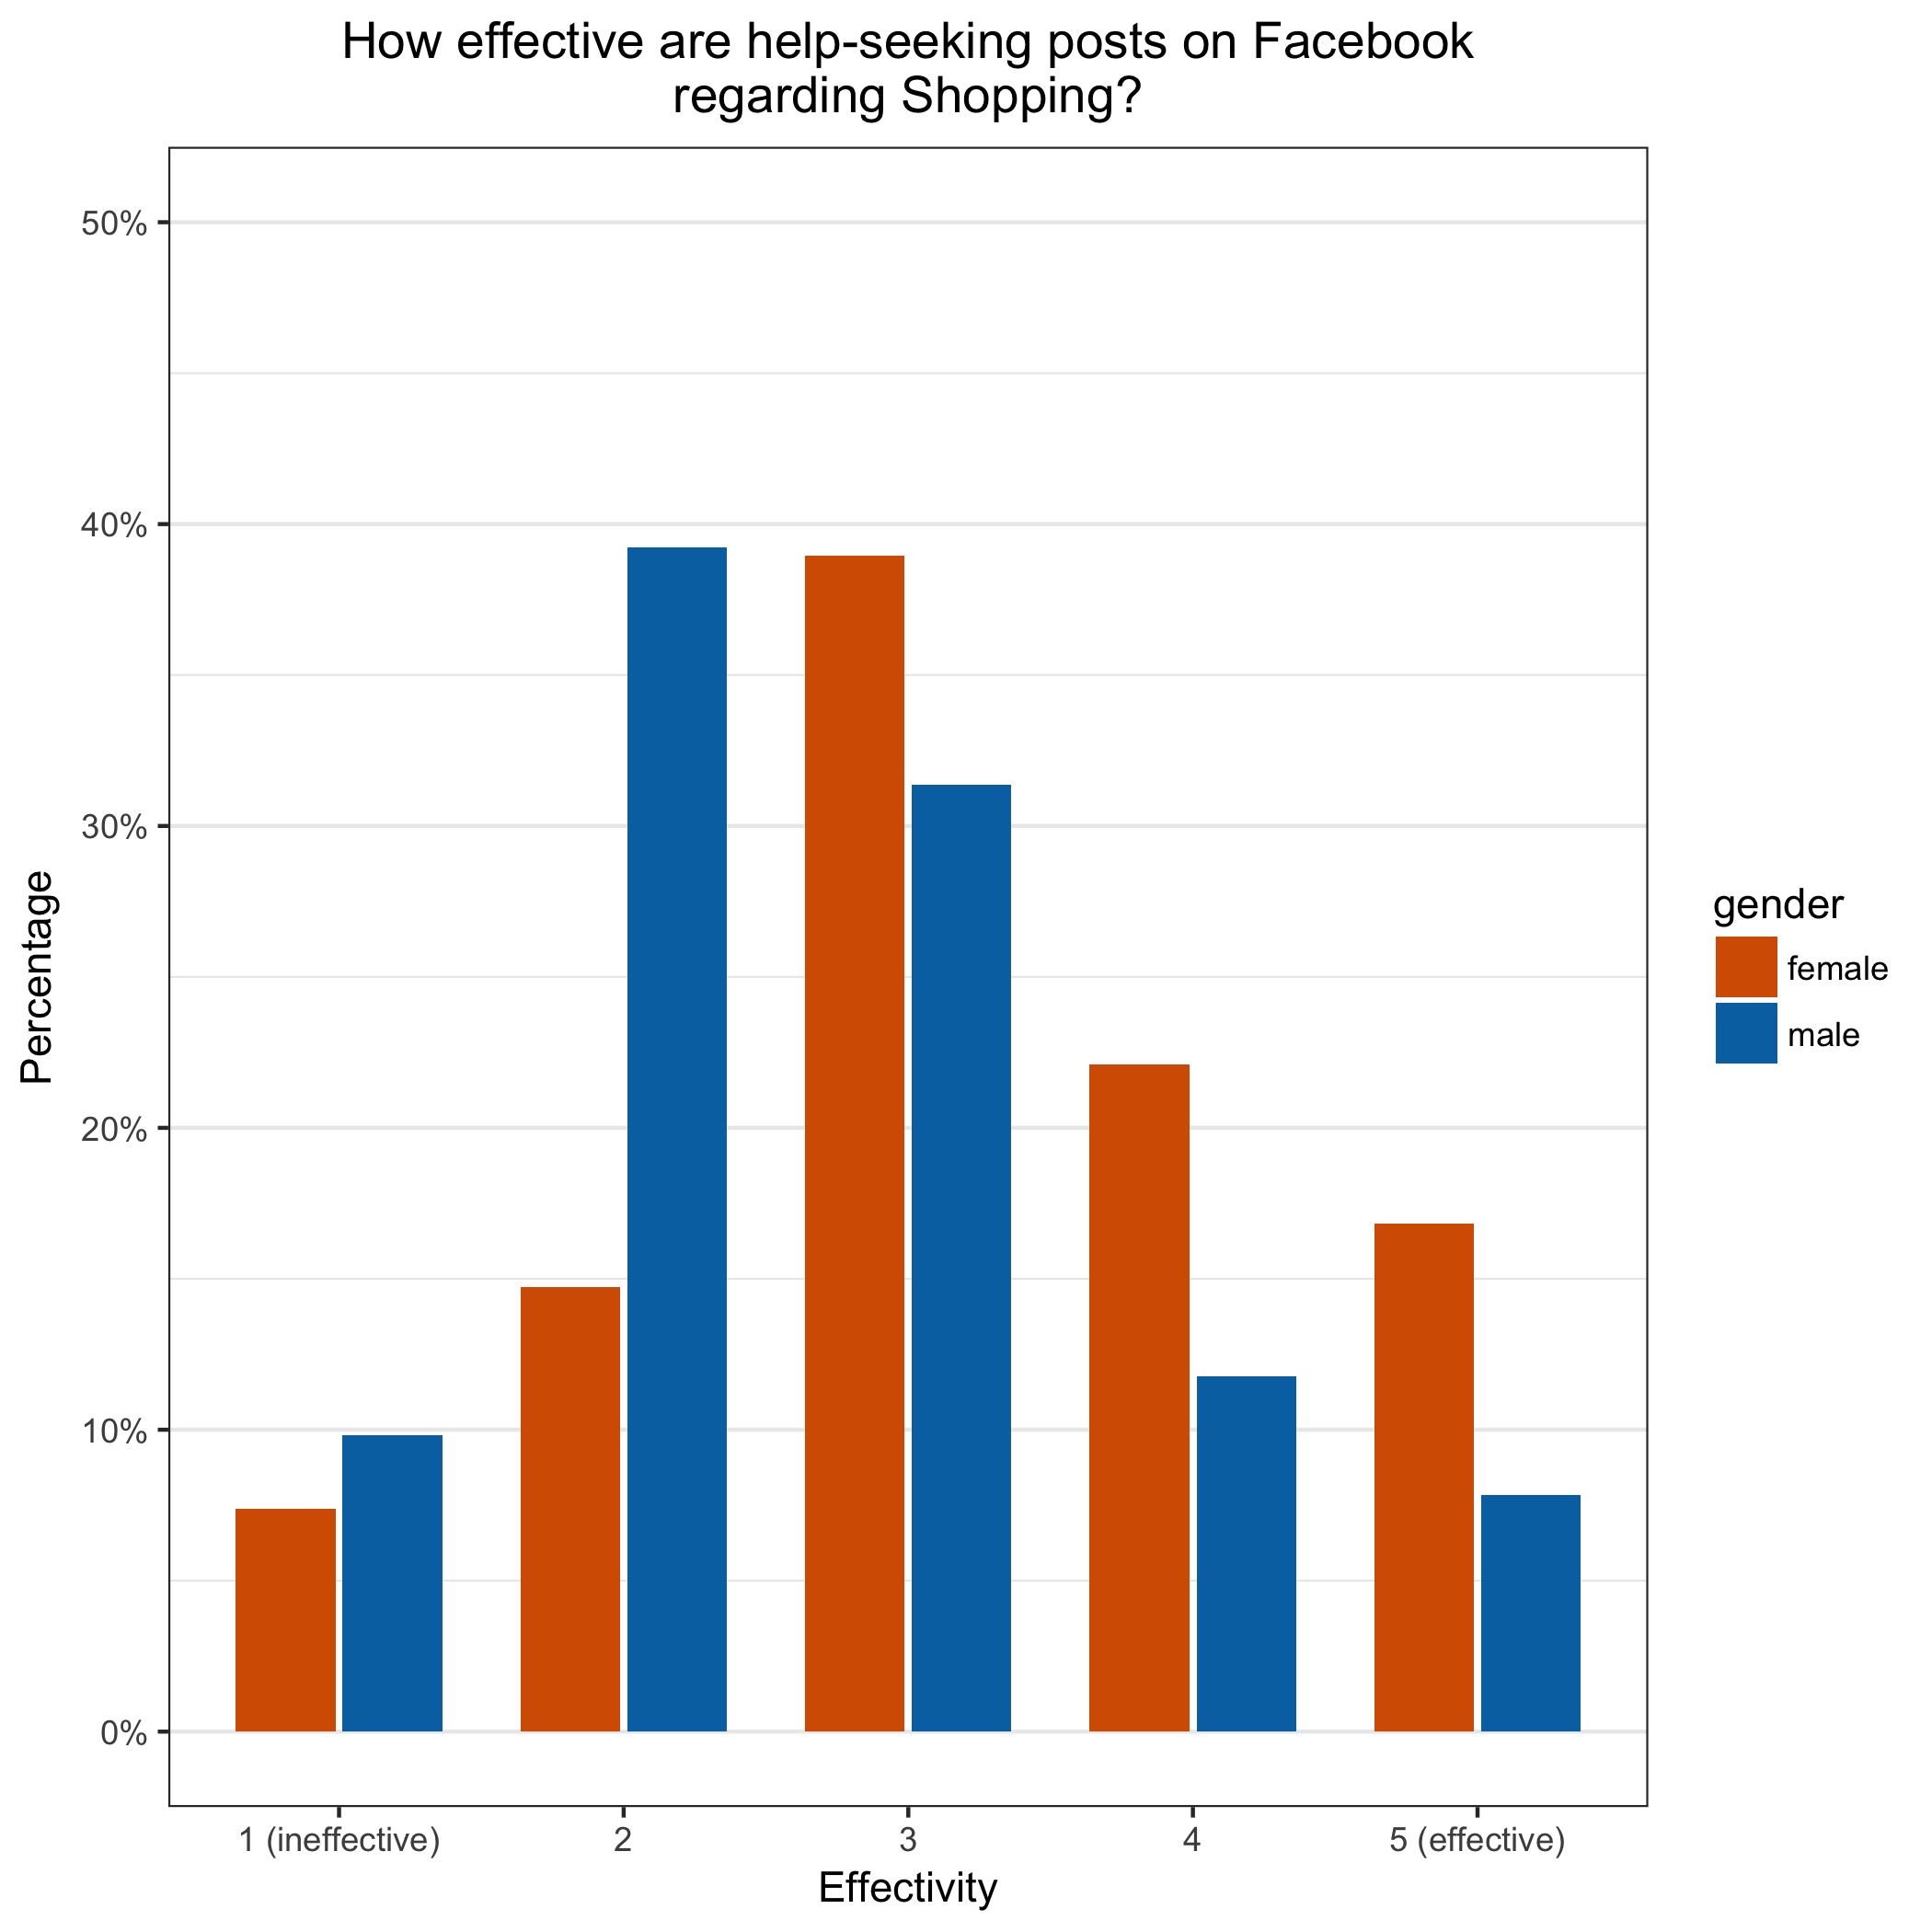 How effective are help-seeking posts on Facebook
regarding Shopping?
50%
40%
30%
20%
10%
0%
Percentage
1 (ineffective)
2
3
4
5 (effective)
Effectivity
gender
female
male